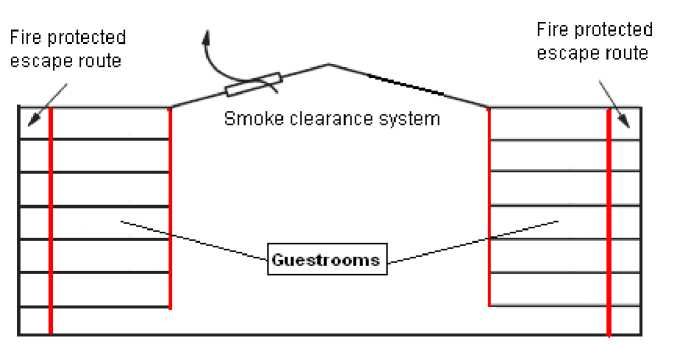 Fire protected
escape route
Fire protected
escape route
Smoke clearance system
Guestrooms